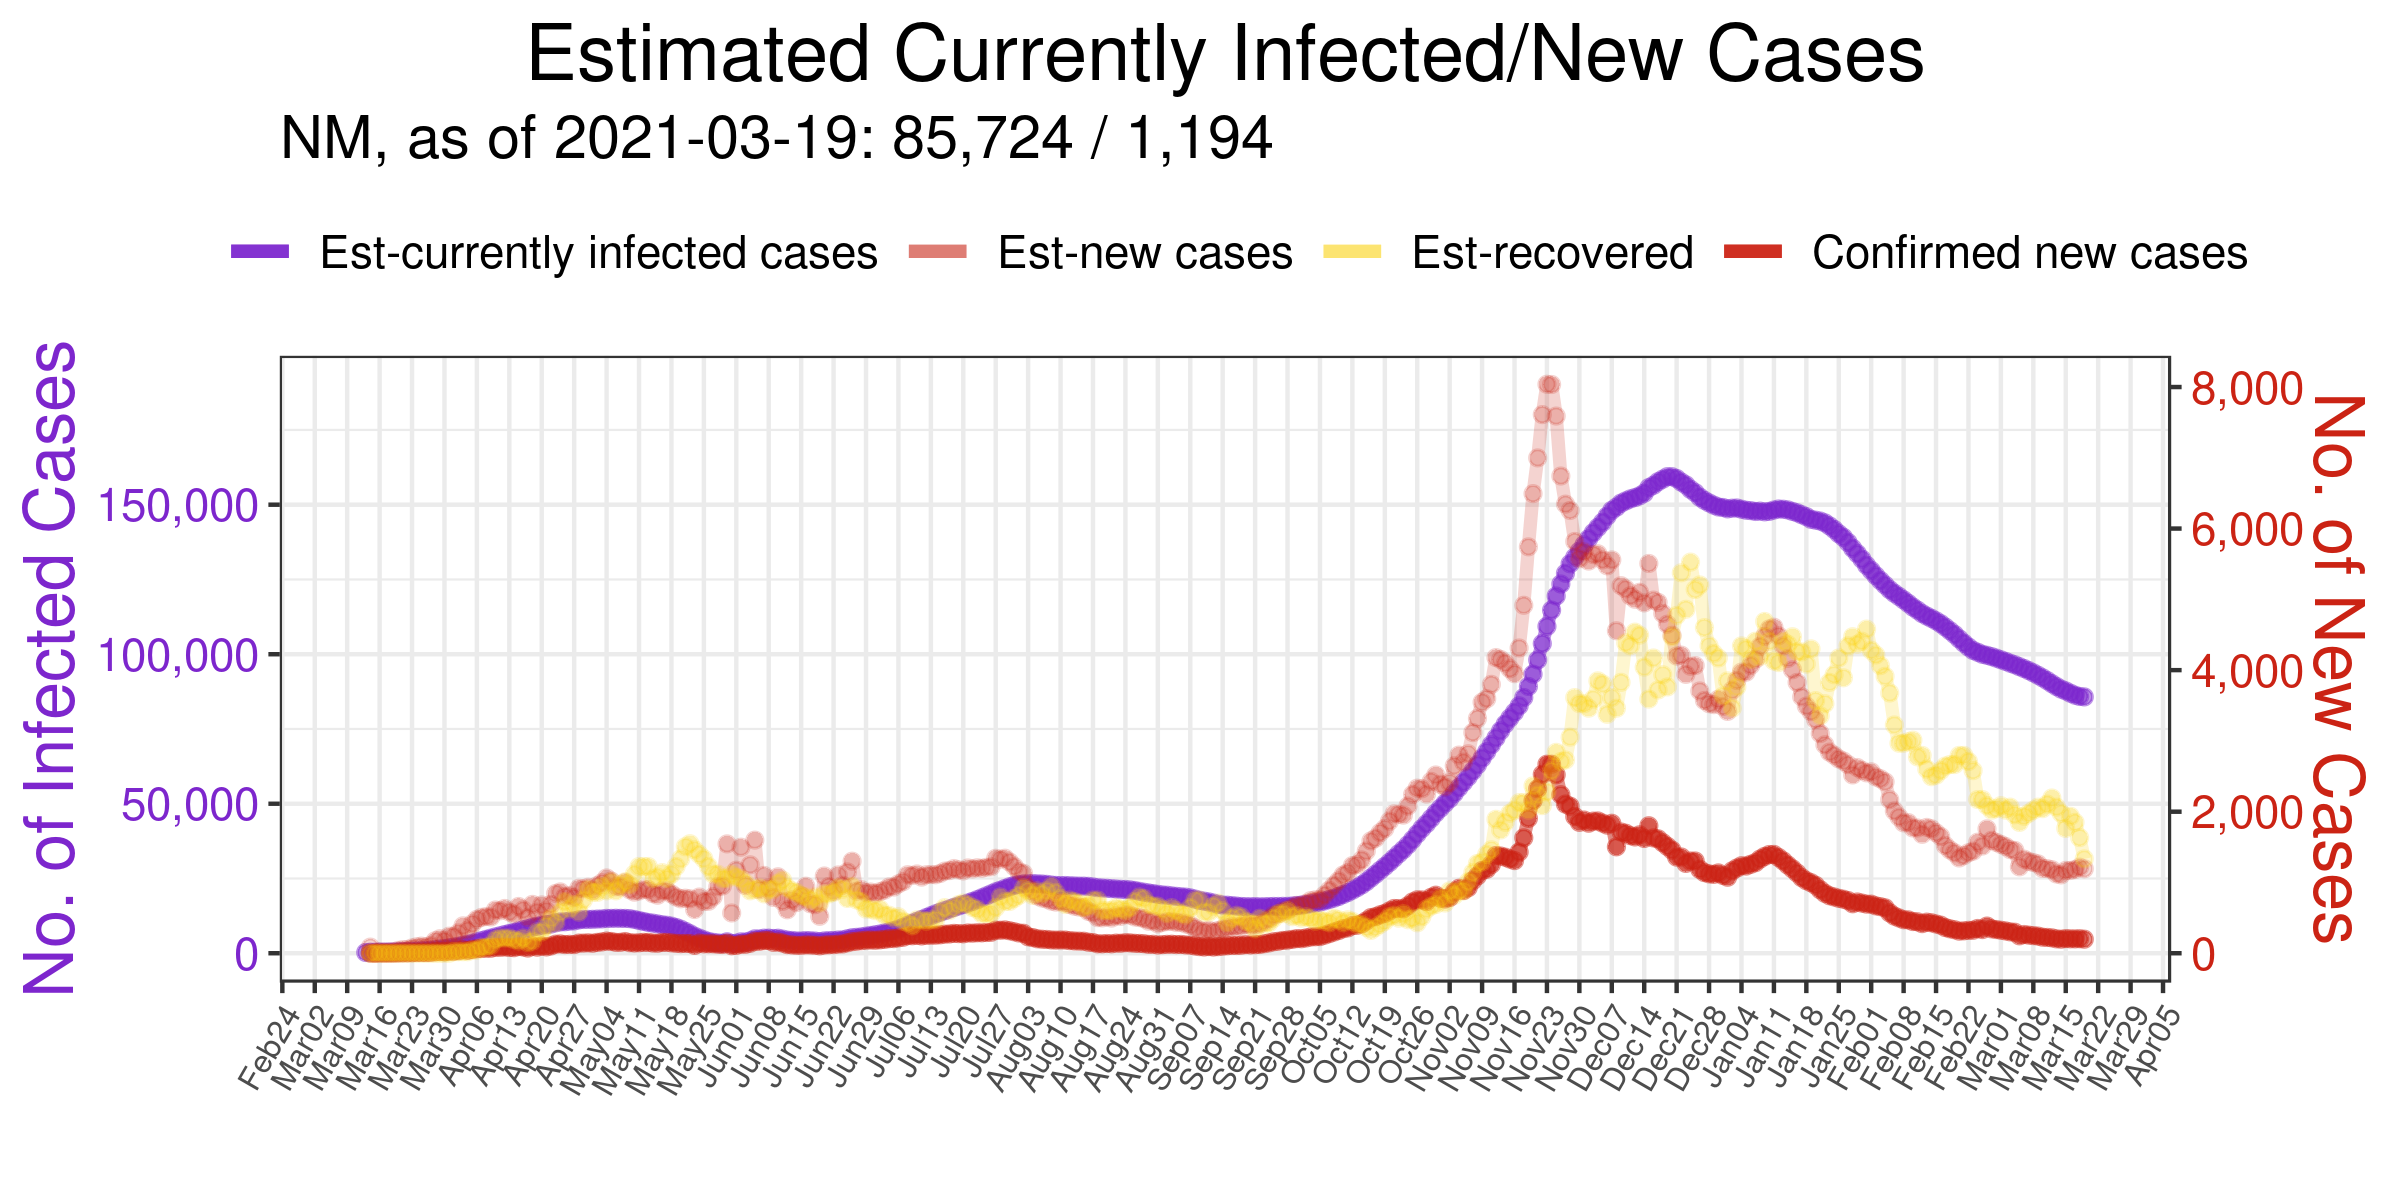 Estimated Currently Infected/New Cases
NM, as of 2021-03-19: 85,724 / 1,194
Est-currently infected cases Est-new cases Est-recovered Confirmed new cases
No. of Infected Cases
150,000
100,000
50,000
0
8,000
6,000
4,000
2,000
0
No. of New Cases
Feb24
Mar02
Mar09
Mar16
Mar23
Mar30
Apr06
Apr13
Apr20
Apr27
May04
May11
May18
May25
Jun01
Jun08
Jun15
Jun22
Jun29
Jul06
Jul13
Jul20
Jul27
Aug03
Aug10
Aug17
Aug24
Aug31
Sep07
Sep14
Sep21
Sep28
Oct05
Oct12
Oct19
Oct26
Nov02
Nov09
Nov16
Nov23
Nov30
Dec07
Dec14
Dec21
Dec28
Jan04
Jan11
Jan18
Jan25
Feb01
Feb08
Feb15
Feb22
Mar01
Mar08
Mar15
Mar22
Mar29
Apr05